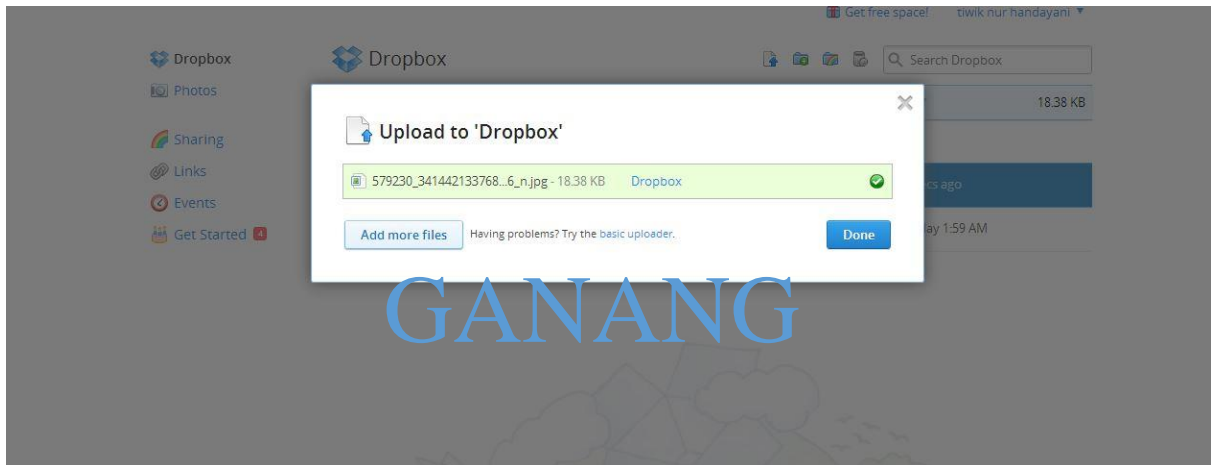 Get free space! tiwik nur handayani
Dropbox
Photos
Sharing
Links
Events
Get Started 4
Dropbox
Search Dropbox
18.38 KB
Upload to 'Dropbox'
579230_341442133768...6_n.jpg - 18.38 KB Dropbox
Add more files Having problems? Try the basic uploader. Done
ago
ay 1:59 AM
GANANG